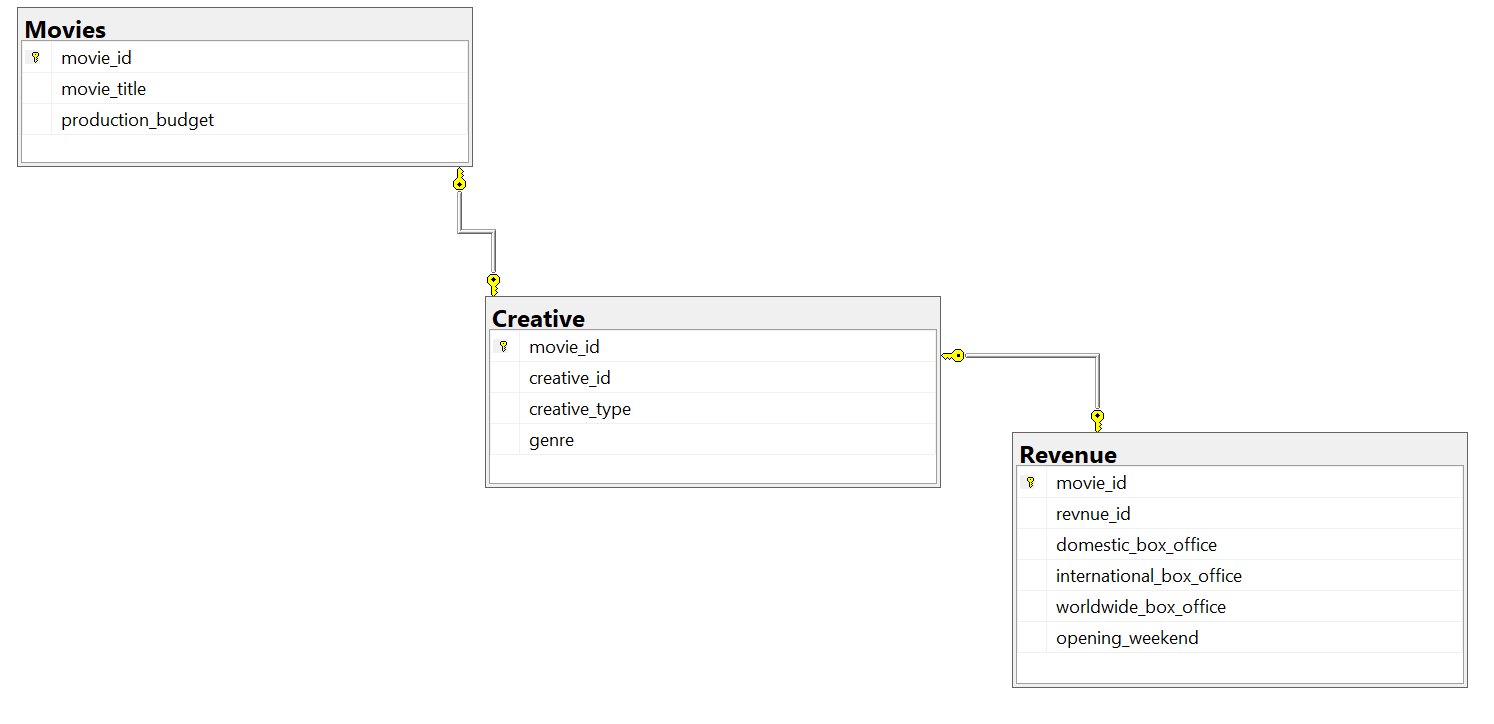 Movies
movie_id
movie_title
production_budget
Creative
movie_id
creative_id
creative_type
genre
Revenue
movie_id
revnue_id
domestic_box_office
international_box_office
worldwide_box_office
opening_weekend